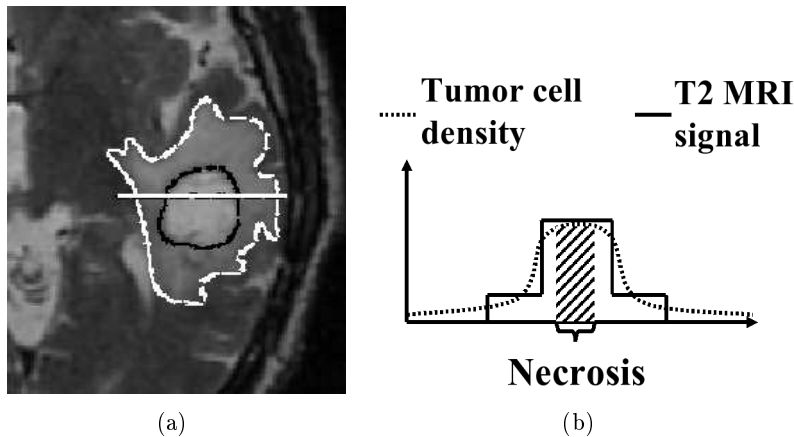 Tumor cell
density
T2 MRI
signal
Necrosis
(a)
(b)